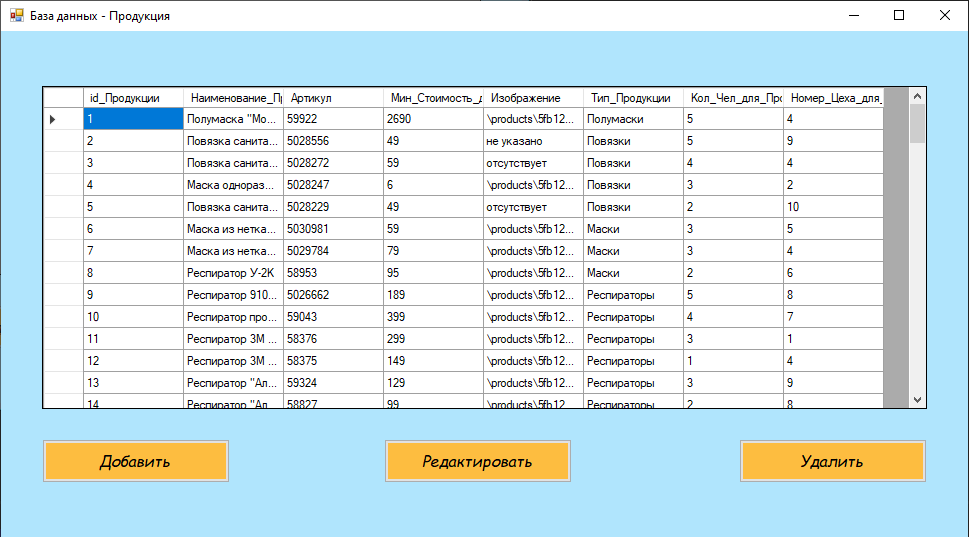 База данных - Продукция
id_Продукции Наименование_Пр Артикул Мин_Стоимость_д Изображение Тип_Продукции Кол_Чел_для_Про Номер_Цеха_для_
1 Полумаска "Мо... 59922 2690 \products\5fb12... Полумаски 5 4
2 Повязка санита... 5028556 49 не указано Повязки 5 9
3 Повязка санита... 5028272 59 отсутствует Повязки 4 4
4 Маска однораз... 5028247 6 \products\5fb12... Повязки 3 2
5 Повязка санита... 5028229 49 отсутствует Повязки 2 10
6 Маска из нетка... 5030981 59 \products\5fb12... Маски 3 5
7 Маска из нетка... 5029784 79 \products\5fb12... Маски 3 4
8 Респиратор У-2К 58953 95 \products\5fb12... Маски 2 6
9 Респиратор 910... 5026662 189 \products\5fb12... Респираторы 5 8
10 Респиратор про... 59043 399 \products\5fb12... Респираторы 4 7
11 Респиратор 3М ... 58376 299 \products\5fb12... Респираторы 3 1
12 Респиратор 3М ... 58375 149 \products\5fb12... Респираторы 1 4
13 Респиратор "Ал... 59324 129 \products\5fb12... Респираторы 3 9
14 Респиратор "Ал... 58827 99 \products\5fb12... Респираторы 2 8
Добавить Редактировать Удалить